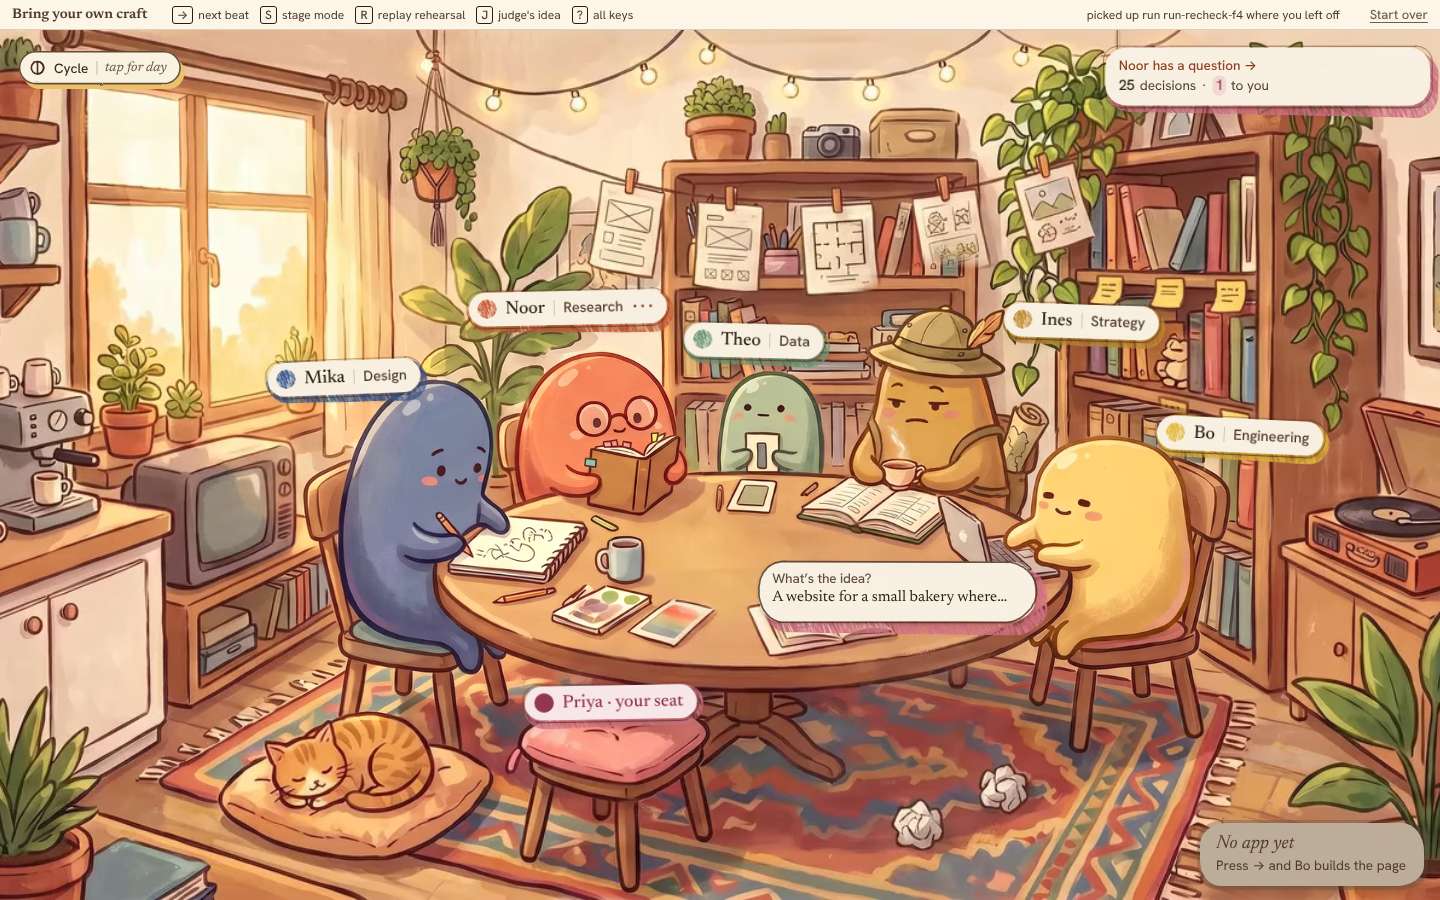 Bring your own craft
→ next beat S stage mode R replay rehearsal J judge's idea ? all keys
picked up run run-recheck-f4 where you left off
Start over
Cycle | tap for day
Noor has a question →
25 decisions · 1 to you
Noor | Research ···
Theo | Data
Ines | Strategy
Mika | Design
Bo | Engineering
What's the idea?
A website for a small bakery where...
Priya · your seat
No app yet
Press → and Bo builds the page